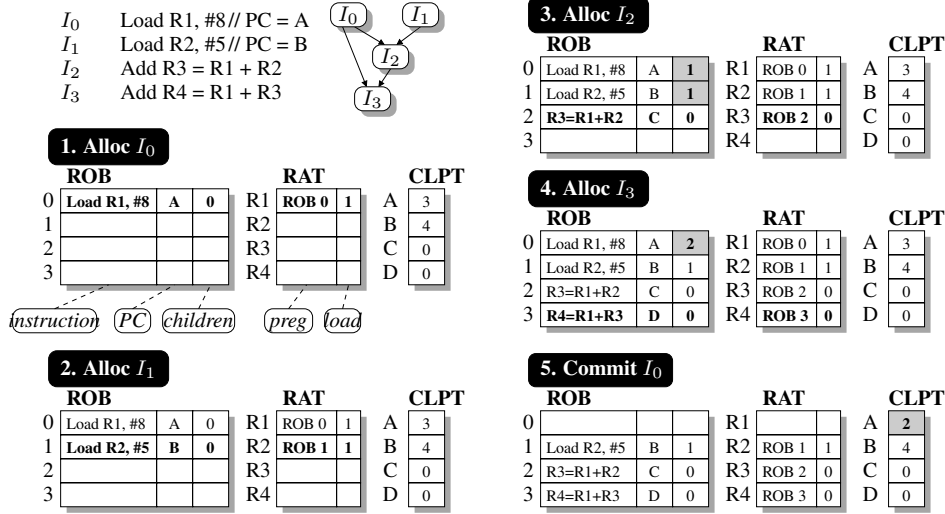 I0 Load R1, #8 // PC = A
I1 Load R2, #5 // PC = B
I2 Add R3 = R1 + R2
I3 Add R4 = R1 + R3
I0 I1
I2
I3
1. Alloc I0
ROB RAT CLPT
0 Load R1, #8 A 0 R1 ROB 0 1 A 3
1 R2 B 4
2 R3 C 0
3 R4 D 0
instruction PC children preg load
2. Alloc I1
ROB RAT CLPT
0 Load R1, #8 A 0 R1 ROB 0 1 A 3
1 Load R2, #5 B 0 R2 ROB 1 1 B 4
2 R3 C 0
3 R4 D 0
3. Alloc I2
ROB RAT CLPT
0 Load R1, #8 A 1 R1 ROB 0 1 A 3
1 Load R2, #5 B 1 R2 ROB 1 1 B 4
2 R3=R1+R2 C 0 R3 ROB 2 0 C 0
3 R4 D 0
4. Alloc I3
ROB RAT CLPT
0 Load R1, #8 A 2 R1 ROB 0 1 A 3
1 Load R2, #5 B 1 R2 ROB 1 1 B 4
2 R3=R1+R2 C 0 R3 ROB 2 0 C 0
3 R4=R1+R3 D 0 R4 ROB 3 0 D 0
5. Commit I0
ROB RAT CLPT
0 R1 A 2
1 Load R2, #5 B 1 R2 ROB 1 1 B 4
2 R3=R1+R2 C 0 R3 ROB 2 0 C 0
3 R4=R1+R3 D 0 R4 ROB 3 0 D 0